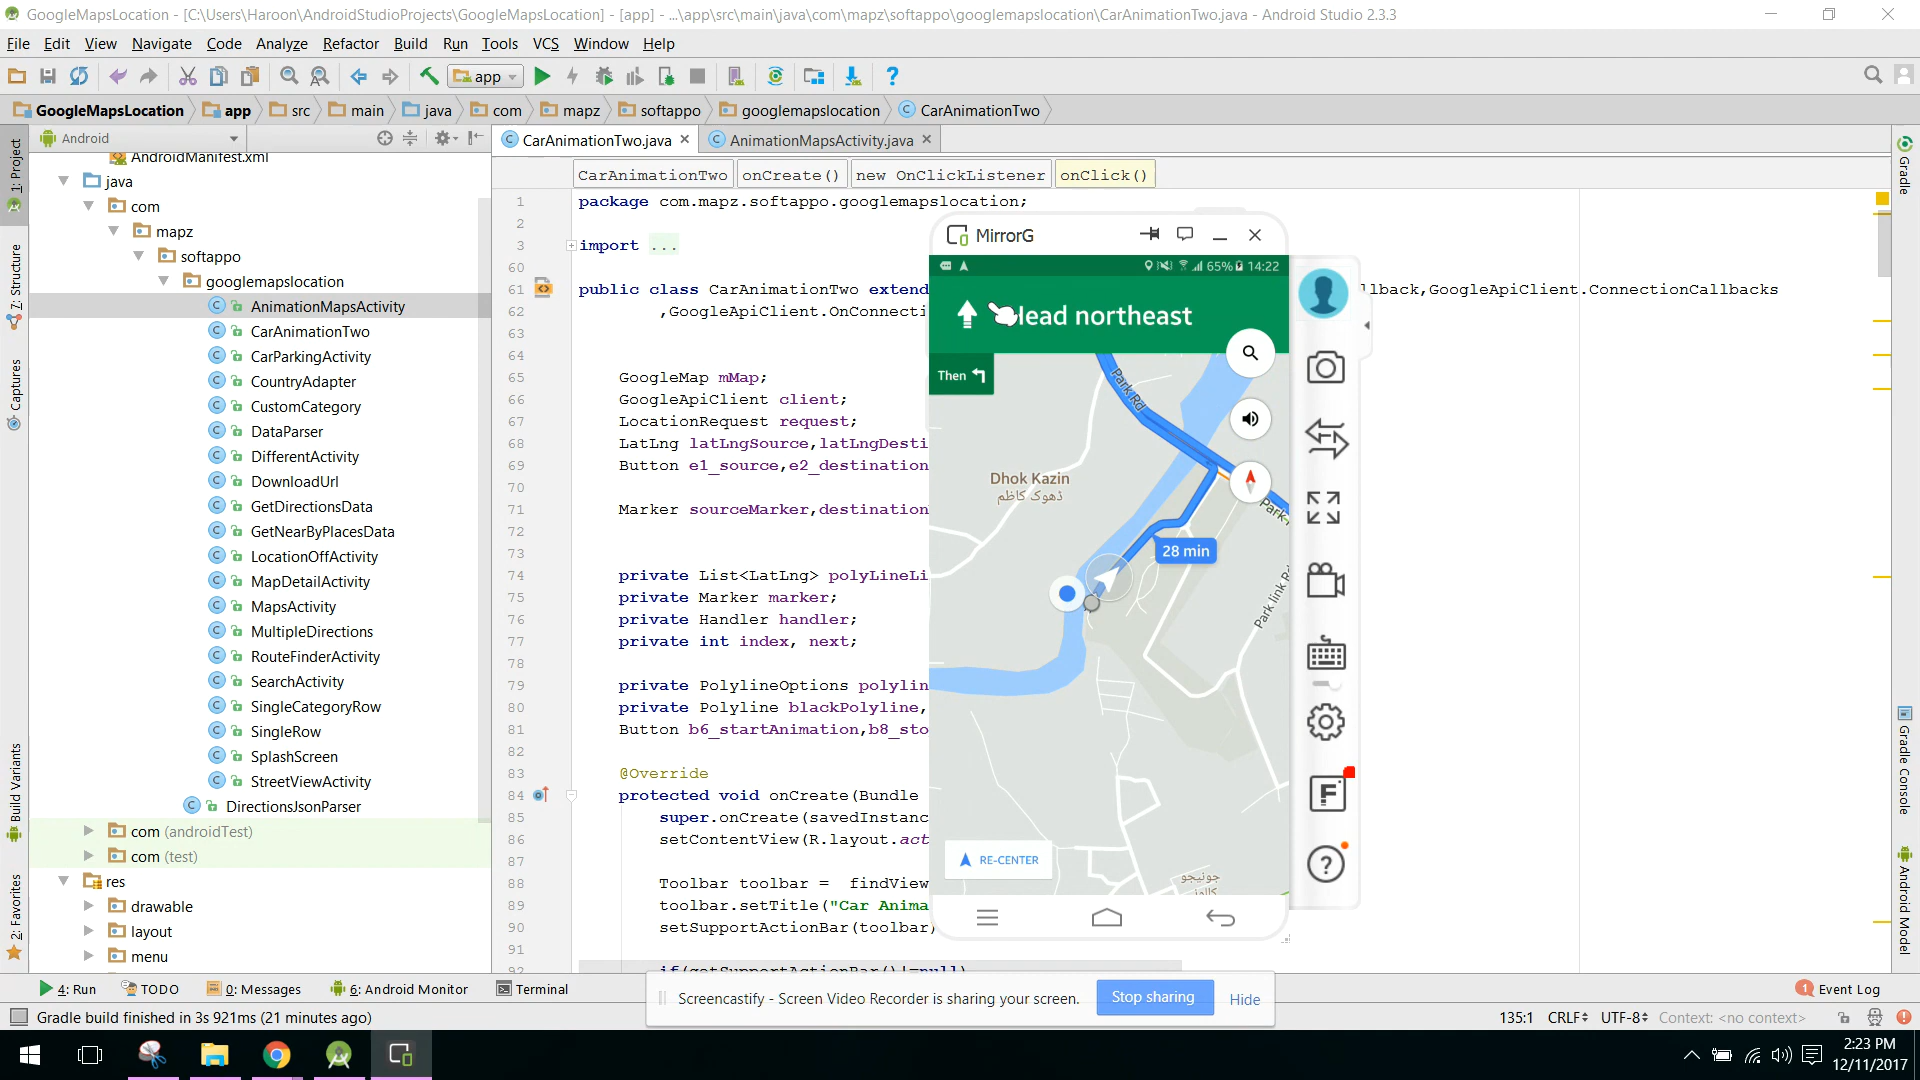 GoogleMapsLocation - [C:\Users\Haroon\AndroidStudioProjects\GoogleMapsLocation] - [app] - ...\app\src\main\java\com\mapz\softappo\googlemapslocation\CarAnimationTwo.java - Android Studio 2.3.3
File Edit View Navigate Code Analyze Refactor Build Run Tools VCS Window Help
app
GoogleMapsLocation app src main java com mapz softappo googlemapslocation CarAnimationTwo
1: Project
Z: Structure
Captures
Build Variants
2: Favorites
Android
AndroidManifest.xml
java
com
mapz
softappo
googlemapslocation
AnimationMapsActivity
CarAnimationTwo
CarParkingActivity
CountryAdapter
CustomCategory
DataParser
DifferentActivity
DownloadUrl
GetDirectionsData
GetNearByPlacesData
LocationOffActivity
MapDetailActivity
MapsActivity
MultipleDirections
RouteFinderActivity
SearchActivity
SingleCategoryRow
SingleRow
SplashScreen
StreetViewActivity
DirectionsJsonParser
com (androidTest)
com (test)
res
drawable
layout
menu
CarAnimationTwo.java AnimationMapsActivity.java
CarAnimationTwo onCreate() new OnClickListener onClick()
1 package com.mapz.softappo.googlemapslocation;
2
3 import ...
60
61 public class CarAnimationTwo extend llback,GoogleApiClient.ConnectionCallbacks
62 ,GoogleApiClient.OnConnecti
63
64
65 GoogleMap mMap;
66 GoogleApiClient client;
67 LocationRequest request;
68 LatLng latLngSource,latLngDesti
69 Button e1_source,e2_destination
70
71 Marker sourceMarker,destination
72
73
74 private List<LatLng> polyLineLi
75 private Marker marker;
76 private Handler handler;
77 private int index, next;
78
79 private PolylineOptions polylin
80 private Polyline blackPolyline,
81 Button b6_startAnimation,b8_sto
82
83 @Override
84 protected void onCreate(Bundle
85 super.onCreate(savedInstanc
86 setContentView(R.layout.act
87
88 Toolbar toolbar = findView
89 toolbar.setTitle("Car Anima
90 setSupportActionBar(toolbar)
91
92 if(getSupportActionBar()!=null)
MirrorG
65% 14:22
Head northeast
Then
Park Rd
Dhok Kazin
ڈھوک کاظم
Park
28 min
Park link R
RE-CENTER
جونیجو
کالونی
F
?
Gradle
Gradle Console
Android Model
4: Run TODO 0: Messages 6: Android Monitor Terminal
1 Event Log
Screencastify - Screen Video Recorder is sharing your screen. Stop sharing Hide
Gradle build finished in 3s 921ms (21 minutes ago)
135:1 CRLF UTF-8 Context: <no context>
2:23 PM
12/11/2017